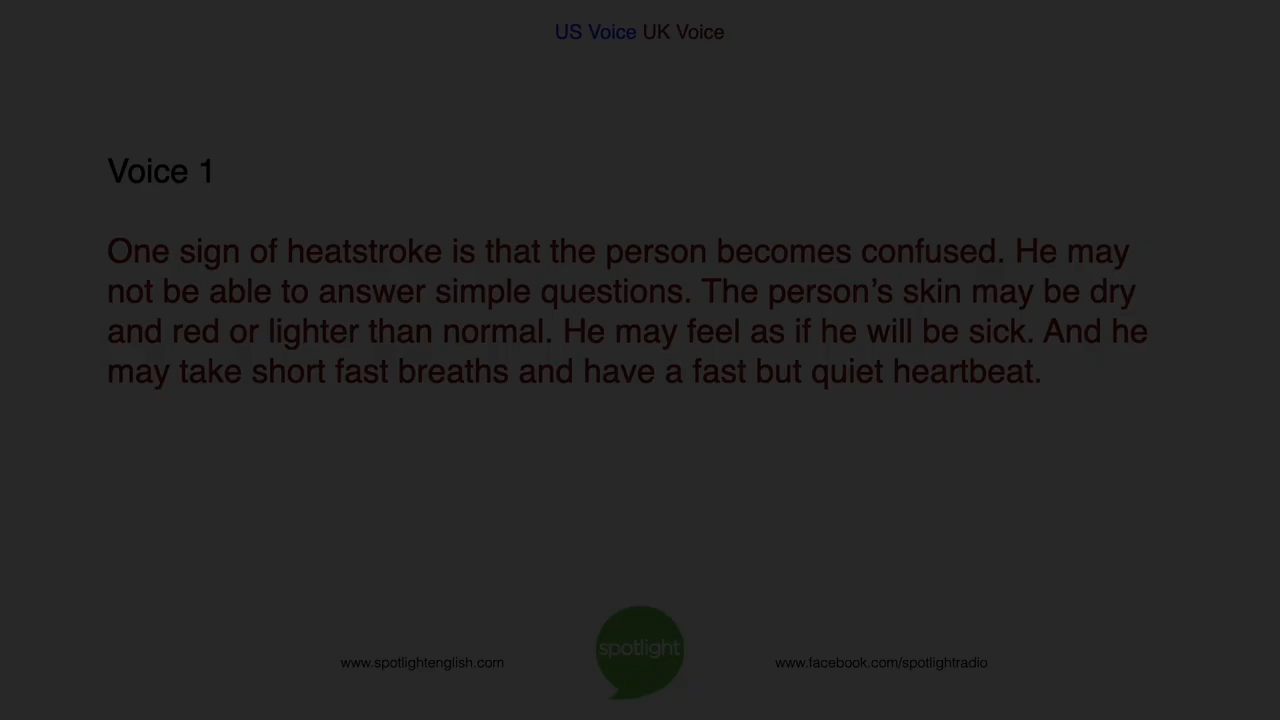 US Voice UK Voice
Voice 1
One sign of heatstroke is that the person becomes confused. He may
not be able to answer simple questions. The person’s skin may be dry
and red or lighter than normal. He may feel as if he will be sick. And he
may take short fast breaths and have a fast but quiet heartbeat.
spotlight
www.spotlightenglish.com
www.facebook.com/spotlightradio